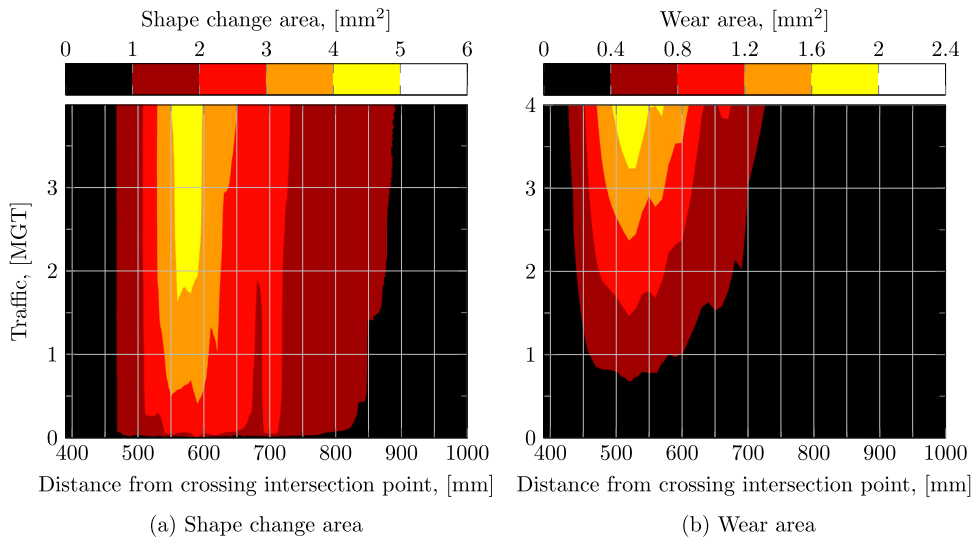 Shape change area, [mm²]
0 1 2 3 4 5 6
Wear area, [mm²]
0 0.4 0.8 1.2 1.6 2 2.4
Traffic, [MGT]
3
2
1
0
400 500 600 700 800 900 1000
Distance from crossing intersection point, [mm]
(a) Shape change area
4
3
2
1
0
400 500 600 700 800 900 1000
Distance from crossing intersection point, [mm]
(b) Wear area